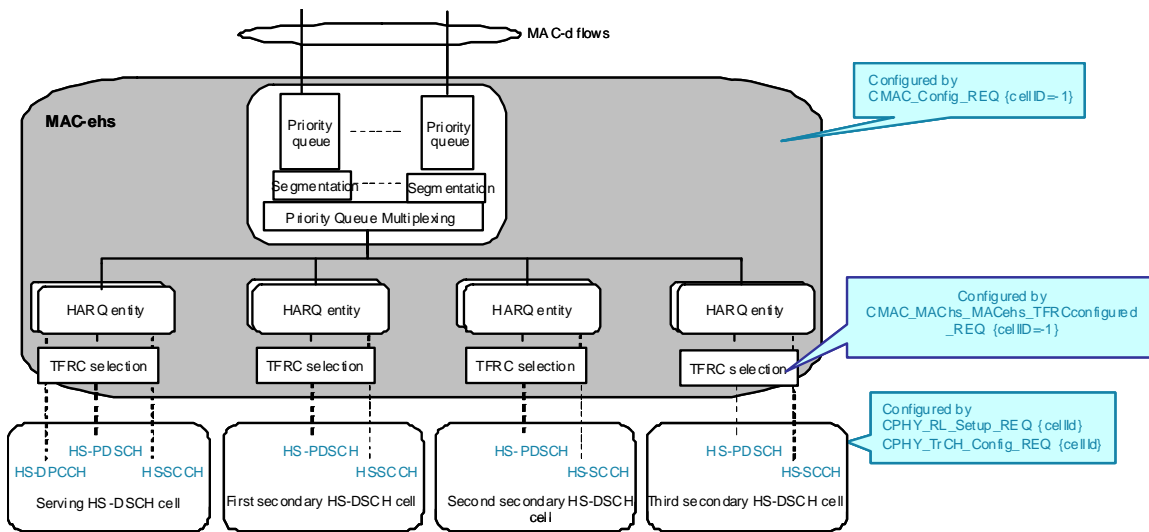 MAC-d flows
Configured by
CMAC_Config_REQ {cellID=-1}
MAC-ehs
Priority
queue
Priority
queue
Segmentation
Segmentation
Priority Queue Multiplexing
HARQ entity
HARQ entity
HARQ entity
HARQ entity
Configured by
CMAC_MAChs_MACehs_TFRCconfigured
_REQ {cellID=-1}
TFRC selection
TFRC selection
TFRC selection
TFRC selection
Configured by
CPHY_RL_Setup_REQ {cellId}
CPHY_TrCH_Config_REQ {cellId}
HS-PDSCH
HS-DPCCH
HSSCCH
Serving HS-DSCH cell
HS-PDSCH
HSSCCH
First secondary HS-DSCH cell
HS-PDSCH
HS-SCCH
Second secondary HS-DSCH
cell
HS-PDSCH
HS-SCCH
Third secondary HS-DSCH cell